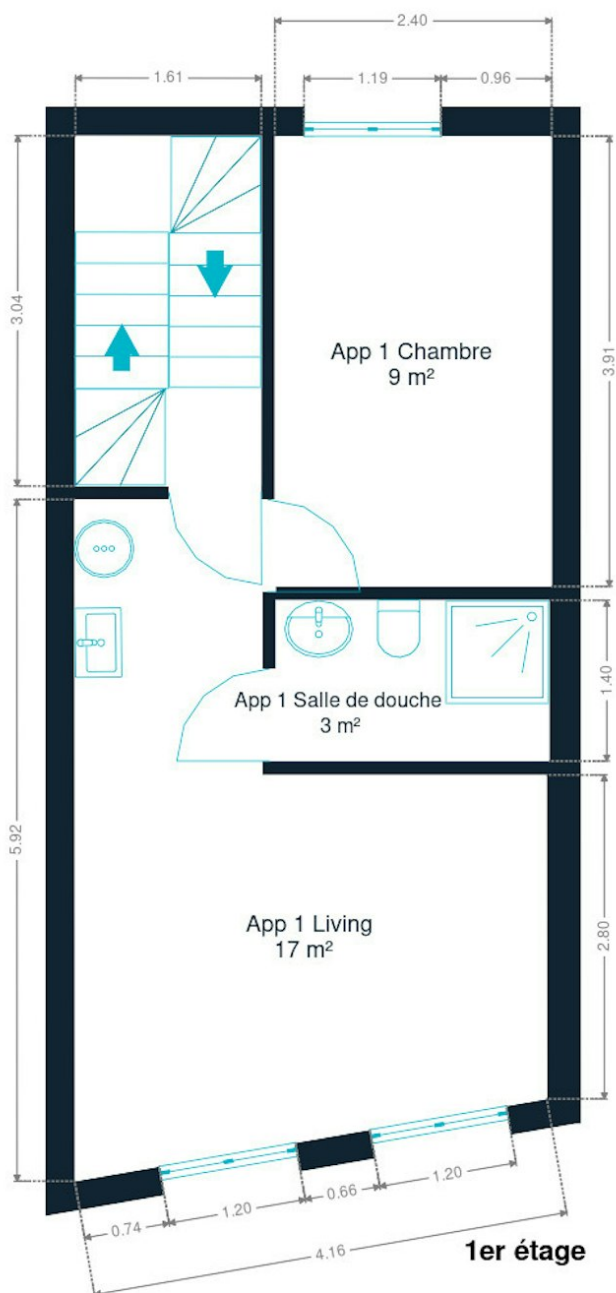 2.40
1.61
1.19
0.96
3.04
3.91
App 1 Chambre
9 m²
App 1 Salle de douche
3 m²
1.40
5.92
App 1 Living
17 m²
2.80
0.74
1.20
0.66
1.20
4.16
1er étage